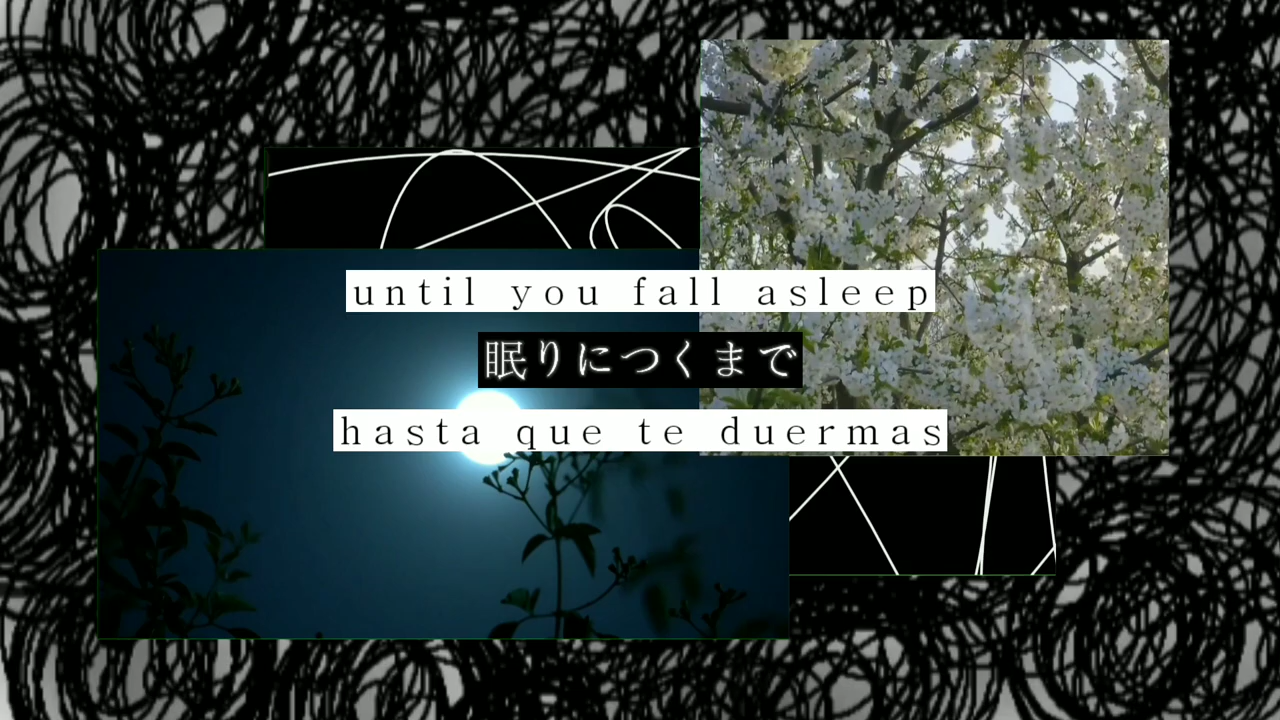 until you fall asleep
眠りにつくまで
hasta que te duermas